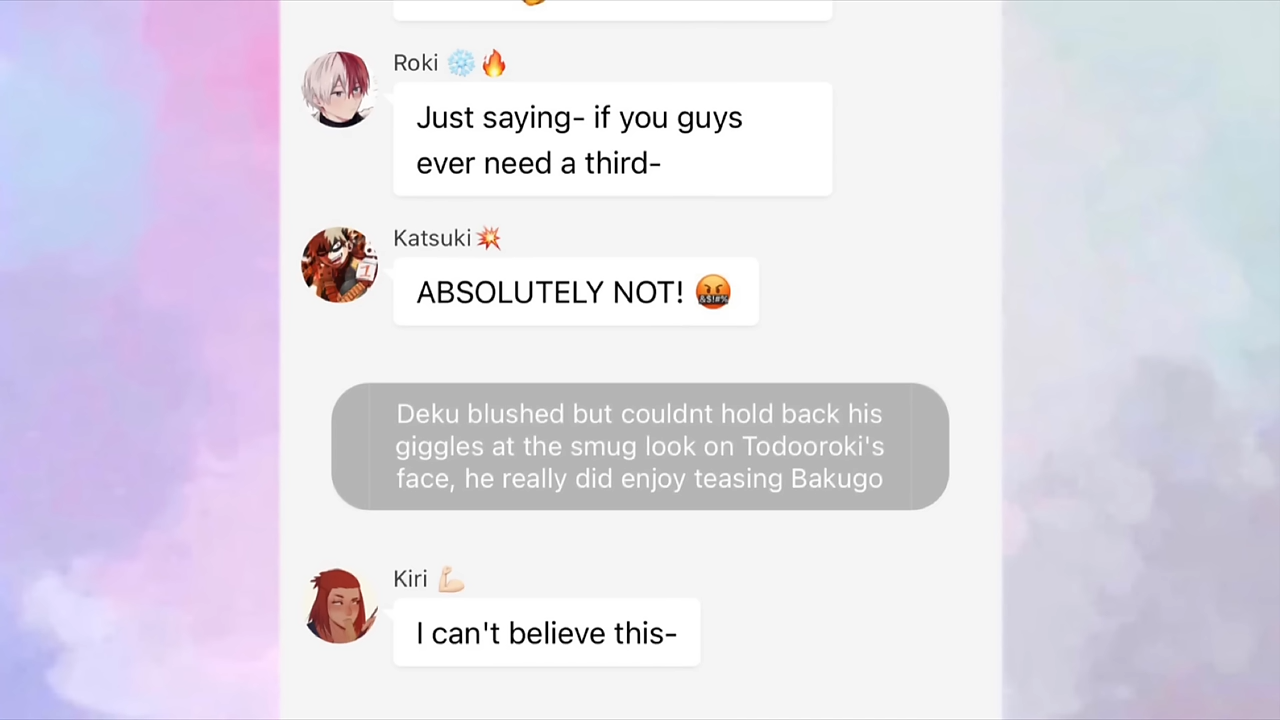 Roki ❄️🔥
Just saying- if you guys
ever need a third-
Katsuki 💥
ABSOLUTELY NOT! 🤬
Deku blushed but couldnt hold back his
giggles at the smug look on Todooroki's
face, he really did enjoy teasing Bakugo
Kiri 💪🏻
I can't believe this-